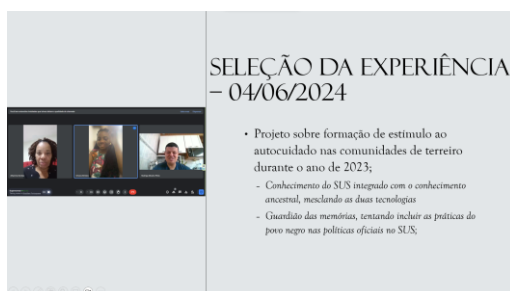 SELEÇÃO DA EXPERIÊNCIA
– 04/06/2024
• Projeto sobre formação de estímulo ao
autocuidado nas comunidades de terreiro
durante o ano de 2023;
- Conhecimento do SUS integrado com o conhecimento
ancestral, mesclando as duas tecnologias
- Guardião das memórias, tentando incluir as práticas do
povo negro nas políticas oficiais no SUS;